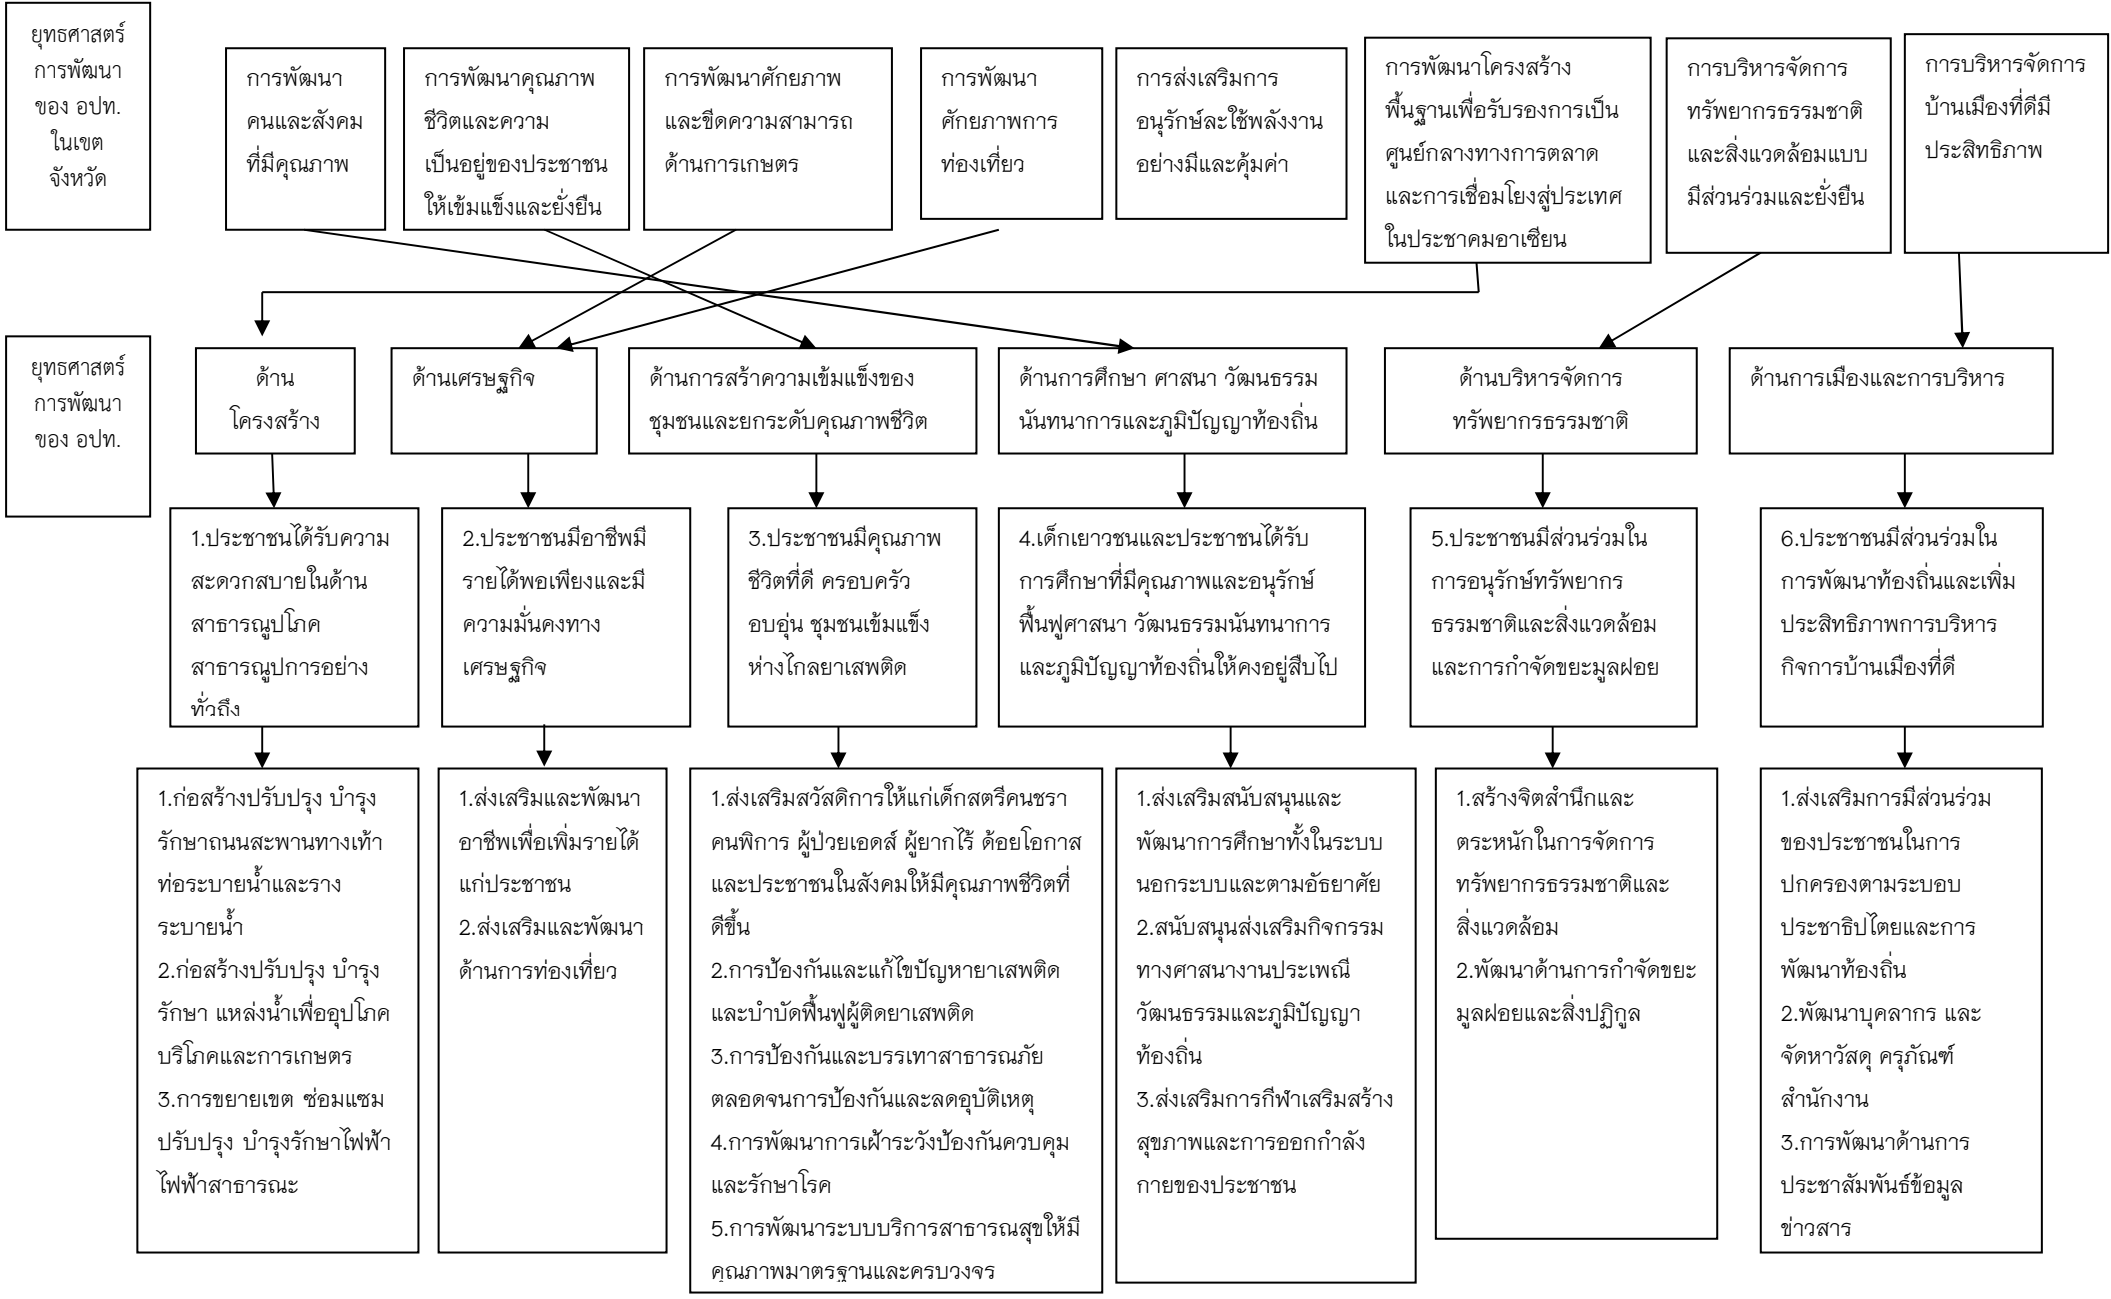 ยุทธศาสตร์
การพัฒนา
ของ อปท.
ในเขต
จังหวัด
การพัฒนา
คนและสังคม
ที่มีคุณภาพ
การพัฒนาคุณภาพ
ชีวิตและความ
เป็นอยู่ของประชาชน
ให้เข้มแข็งและยั่งยืน
การพัฒนาศักยภาพ
และขีดความสามารถ
ด้านการเกษตร
การพัฒนา
ศักยภาพการ
ท่องเที่ยว
การส่งเสริมการ
อนุรักษ์ละใช้พลังงาน
อย่างมีและคุ้มค่า
การพัฒนาโครงสร้าง
พื้นฐานเพื่อรับรองการเป็น
ศูนย์กลางทางการตลาด
และการเชื่อมโยงสู่ประเทศ
ในประชาคมอาเซียน
การบริหารจัดการ
ทรัพยากรธรรมชาติ
และสิ่งแวดล้อมแบบ
มีส่วนร่วมและยั่งยืน
การบริหารจัดการ
บ้านเมืองที่ดีมี
ประสิทธิภาพ
ยุทธศาสตร์
การพัฒนา
ของ อปท.
ด้าน
โครงสร้าง
ด้านเศรษฐกิจ
ด้านการสร้าความเข้มแข็งของ
ชุมชนและยกระดับคุณภาพชีวิต
ด้านการศึกษา ศาสนา วัฒนธรรม
นันทนาการและภูมิปัญญาท้องถิ่น
ด้านบริหารจัดการ
ทรัพยากรธรรมชาติ
ด้านการเมืองและการบริหาร
1.ประชาชนได้รับความ
สะดวกสบายในด้าน
สาธารณูปโภค
สาธารณูปการอย่าง
ทั่วถึง
2.ประชาชนมีอาชีพมี
รายได้พอเพียงและมี
ความมั่นคงทาง
เศรษฐกิจ
3.ประชาชนมีคุณภาพ
ชีวิตที่ดี ครอบครัว
อบอุ่น ชุมชนเข้มแข็ง
ห่างไกลยาเสพติด
4.เด็กเยาวชนและประชาชนได้รับ
การศึกษาที่มีคุณภาพและอนุรักษ์
ฟื้นฟูศาสนา วัฒนธรรมนันทนาการ
และภูมิปัญญาท้องถิ่นให้คงอยู่สืบไป
5.ประชาชนมีส่วนร่วมใน
การอนุรักษ์ทรัพยากร
ธรรมชาติและสิ่งแวดล้อม
และการกำจัดขยะมูลฝอย
6.ประชาชนมีส่วนร่วมใน
การพัฒนาท้องถิ่นและเพิ่ม
ประสิทธิภาพการบริหาร
กิจการบ้านเมืองที่ดี
1.ก่อสร้างปรับปรุง บำรุง
รักษาถนนสะพานทางเท้า
ท่อระบายน้ำและราง
ระบายน้ำ
2.ก่อสร้างปรับปรุง บำรุง
รักษา แหล่งน้ำเพื่ออุปโภค
บริโภคและการเกษตร
3.การขยายเขต ซ่อมแซม
ปรับปรุง บำรุงรักษาไฟฟ้า
ไฟฟ้าสาธารณะ
1.ส่งเสริมและพัฒนา
อาชีพเพื่อเพิ่มรายได้
แก่ประชาชน
2.ส่งเสริมและพัฒนา
ด้านการท่องเที่ยว
1.ส่งเสริมสวัสดิการให้แก่เด็กสตรีคนชรา
คนพิการ ผู้ป่วยเอดส์ ผู้ยากไร้ ด้อยโอกาส
และประชาชนในสังคมให้มีคุณภาพชีวิตที่
ดีขึ้น
2.การป้องกันและแก้ไขปัญหายาเสพติด
และบำบัดฟื้นฟูผู้ติดยาเสพติด
3.การป้องกันและบรรเทาสาธารณภัย
ตลอดจนการป้องกันและลดอุบัติเหตุ
4.การพัฒนาการเฝ้าระวังป้องกันควบคุม
และรักษาโรค
5.การพัฒนาระบบบริการสาธารณสุขให้มี
คุณภาพมาตรฐานและครบวงจร
1.ส่งเสริมสนับสนุนและ
พัฒนาการศึกษาทั้งในระบบ
นอกระบบและตามอัธยาศัย
2.สนับสนุนส่งเสริมกิจกรรม
ทางศาสนางานประเพณี
วัฒนธรรมและภูมิปัญญา
ท้องถิ่น
3.ส่งเสริมการกีฬาเสริมสร้าง
สุขภาพและการออกกำลัง
กายของประชาชน
1.สร้างจิตสำนึกและ
ตระหนักในการจัดการ
ทรัพยากรธรรมชาติและ
สิ่งแวดล้อม
2.พัฒนาด้านการกำจัดขยะ
มูลฝอยและสิ่งปฏิกูล
1.ส่งเสริมการมีส่วนร่วม
ของประชาชนในการ
ปกครองตามระบอบ
ประชาธิปไตยและการ
พัฒนาท้องถิ่น
2.พัฒนาบุคลากร และ
จัดหาวัสดุ ครุภัณฑ์
สำนักงาน
3.การพัฒนาด้านการ
ประชาสัมพันธ์ข้อมูล
ข่าวสาร